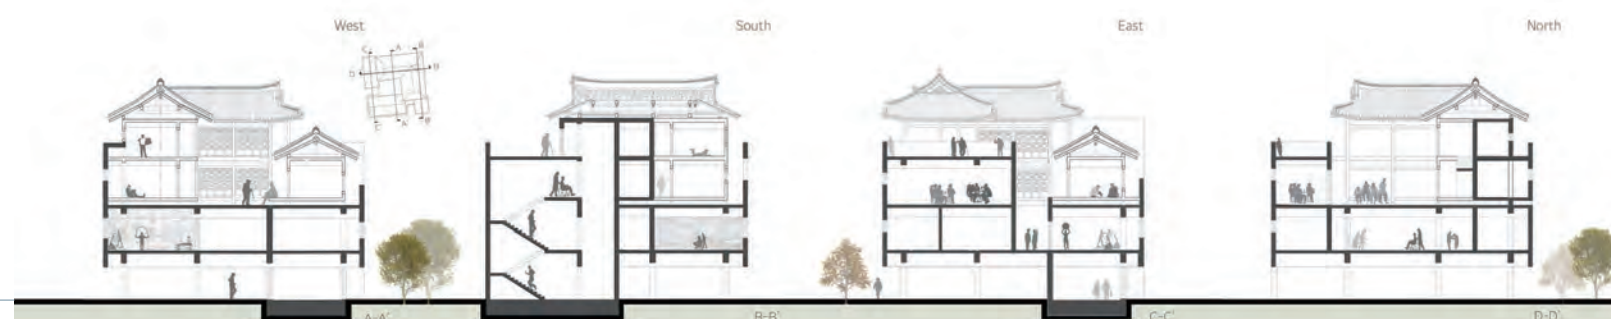 West
South
East
North
C A B
D D
C A' B
A-A'
B-B'
C-C'
D-D'